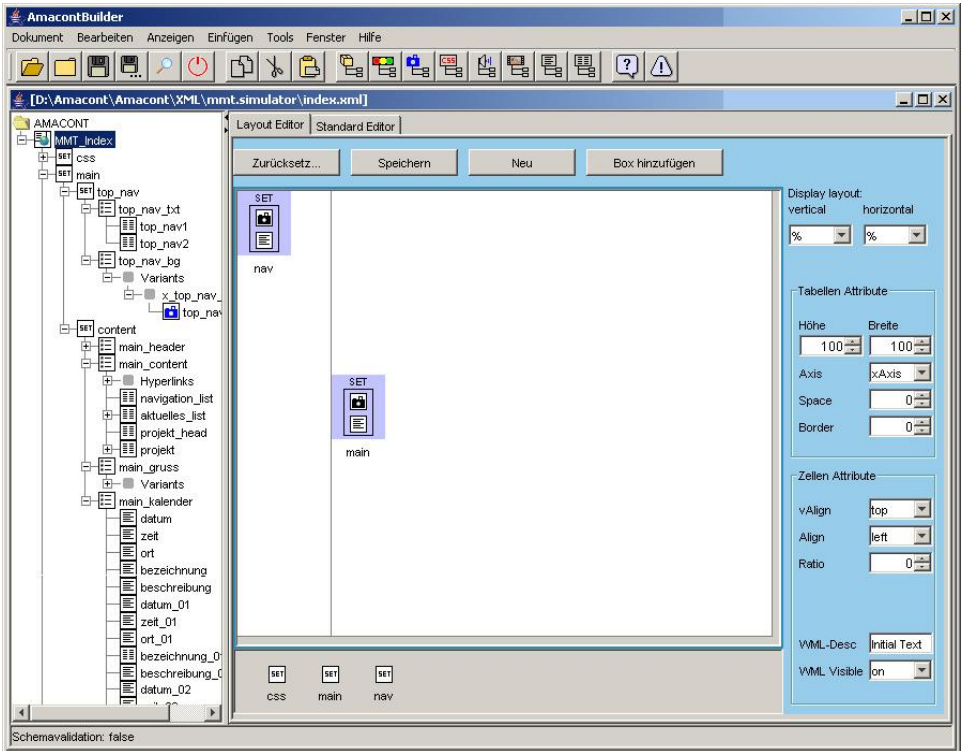 AmacontBuilder
Dokument Bearbeiten Anzeigen Einfügen Tools Fenster Hilfe
CSS
[D:\Amacont\Amacont\XML\mmt.simulator\index.xml]
AMACONT
MMT_Index
SET css
SET main
SET top_nav
top_nav_txt
top_nav1
top_nav2
top_nav_bg
Variants
x_top_nav_
top_nav
SET content
main_header
main_content
Hyperlinks
navigation_list
aktuelles_list
projekt_head
projekt
main_gruss
Variants
main_kalender
datum
zeit
ort
bezeichnung
beschreibung
datum_01
zeit_01
ort_01
bezeichnung_0
beschreibung_0
datum_02
Layout Editor Standard Editor
Zurücksetz... Speichern Neu Box hinzufügen
SET
nav
SET
main
SET SET SET
css main nav
Display layout:
vertical horizontal
% %
Tabellen Attribute
Höhe Breite
100 100
Axis xAxis
Space 0
Border 0
Zellen Attribute
vAlign top
Align left
Ratio 0
WML-Desc Initial Text
WML Visible on
Schemavalidation: false